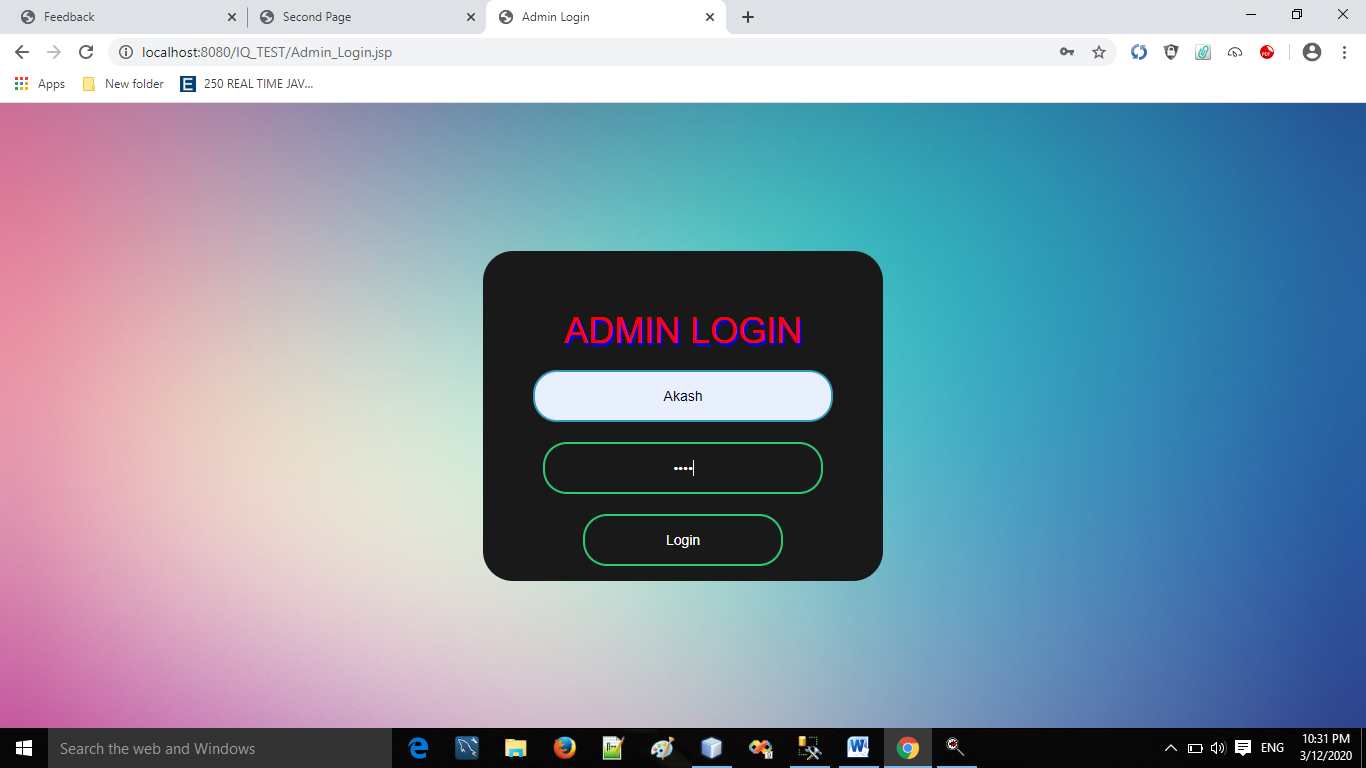 Feedback
Second Page
Admin Login
localhost:8080/IQ_TEST/Admin_Login.jsp
Apps
New folder
E
250 REAL TIME JAV...
ADMIN LOGIN
Akash
••••
Login
Search the web and Windows
ENG
10:31 PM
3/12/2020